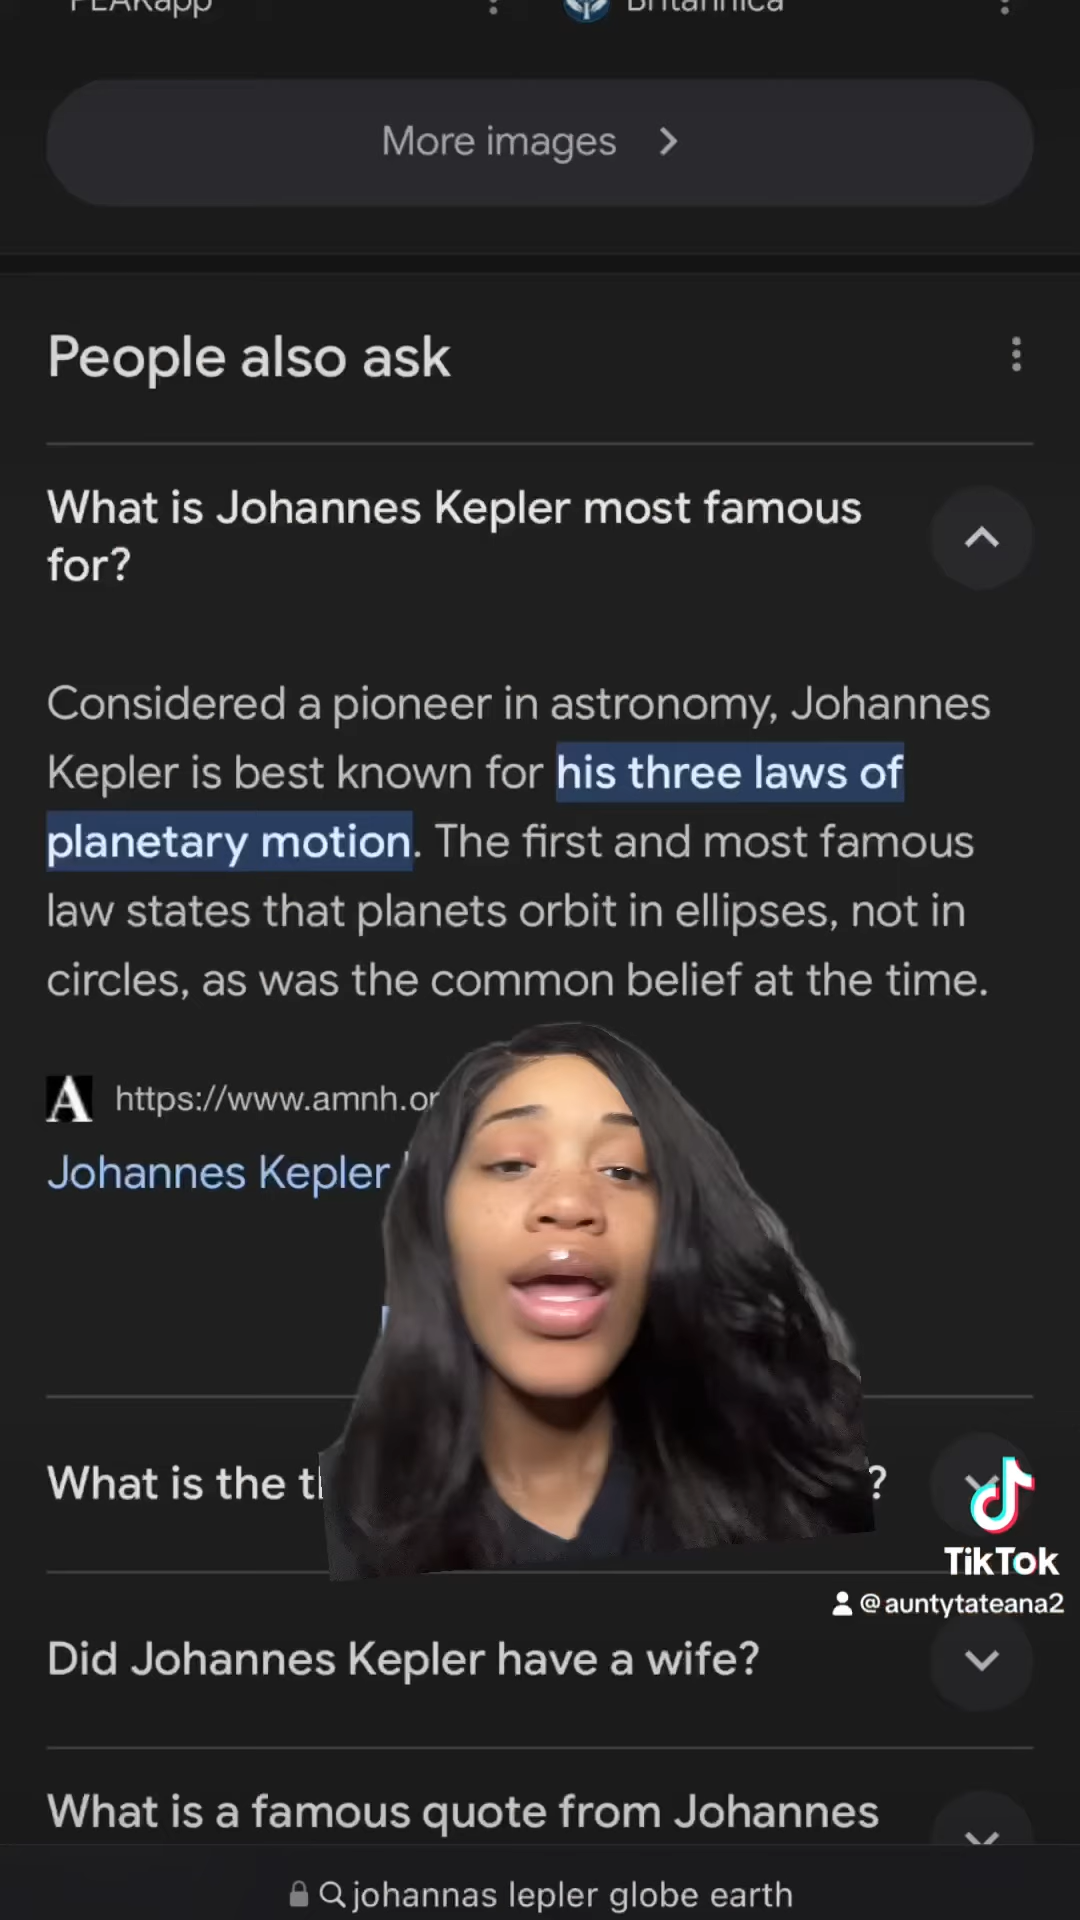 PEAKapp
Britannica
More images
People also ask
What is Johannes Kepler most famous
for?
Considered a pioneer in astronomy, Johannes
Kepler is best known for his three laws of
planetary motion. The first and most famous
law states that planets orbit in ellipses, not in
circles, as was the common belief at the time.
A https://www.amnh.or
Johannes Kepler
What is the t
?
TikTok
@auntytateana2
Did Johannes Kepler have a wife?
What is a famous quote from Johannes
johannas lepler globe earth